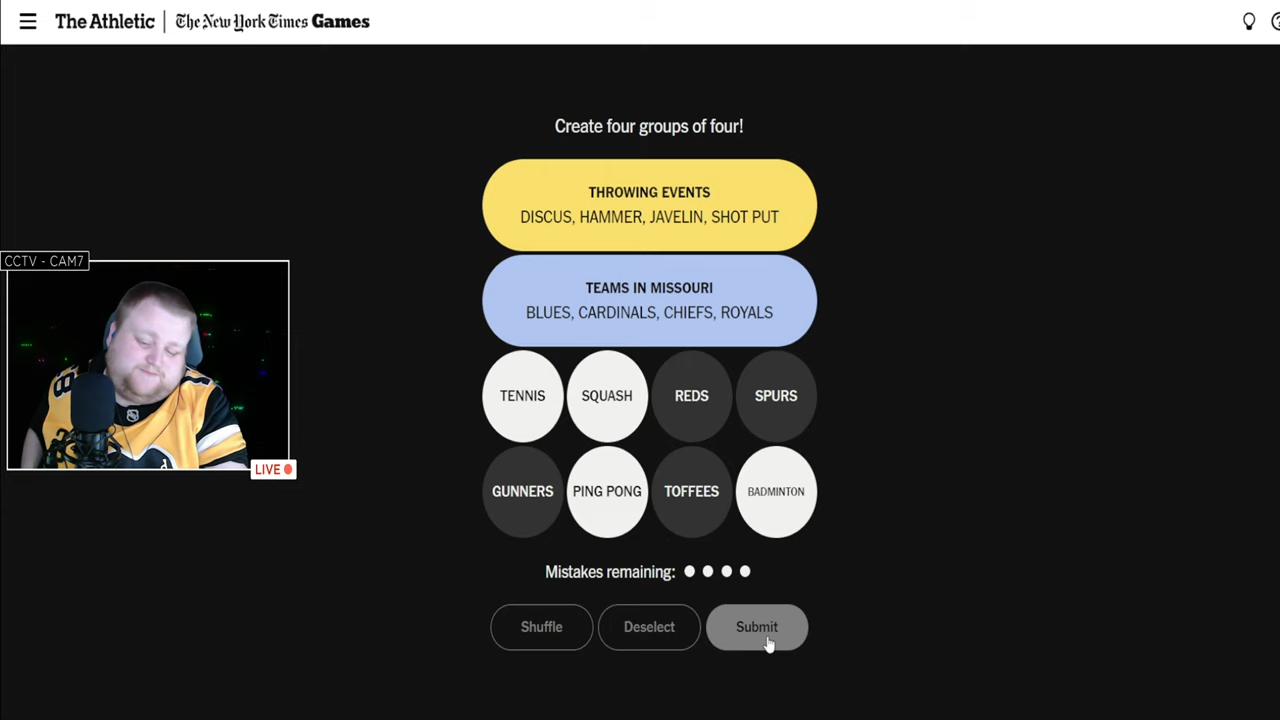 The Athletic | The New York Times Games
Create four groups of four!
THROWING EVENTS
DISCUS, HAMMER, JAVELIN, SHOT PUT
TEAMS IN MISSOURI
BLUES, CARDINALS, CHIEFS, ROYALS
CCTV - CAM7
TENNIS SQUASH REDS SPURS
LIVE
GUNNERS PING PONG TOFFEES BADMINTON
Mistakes remaining:
Shuffle Deselect Submit